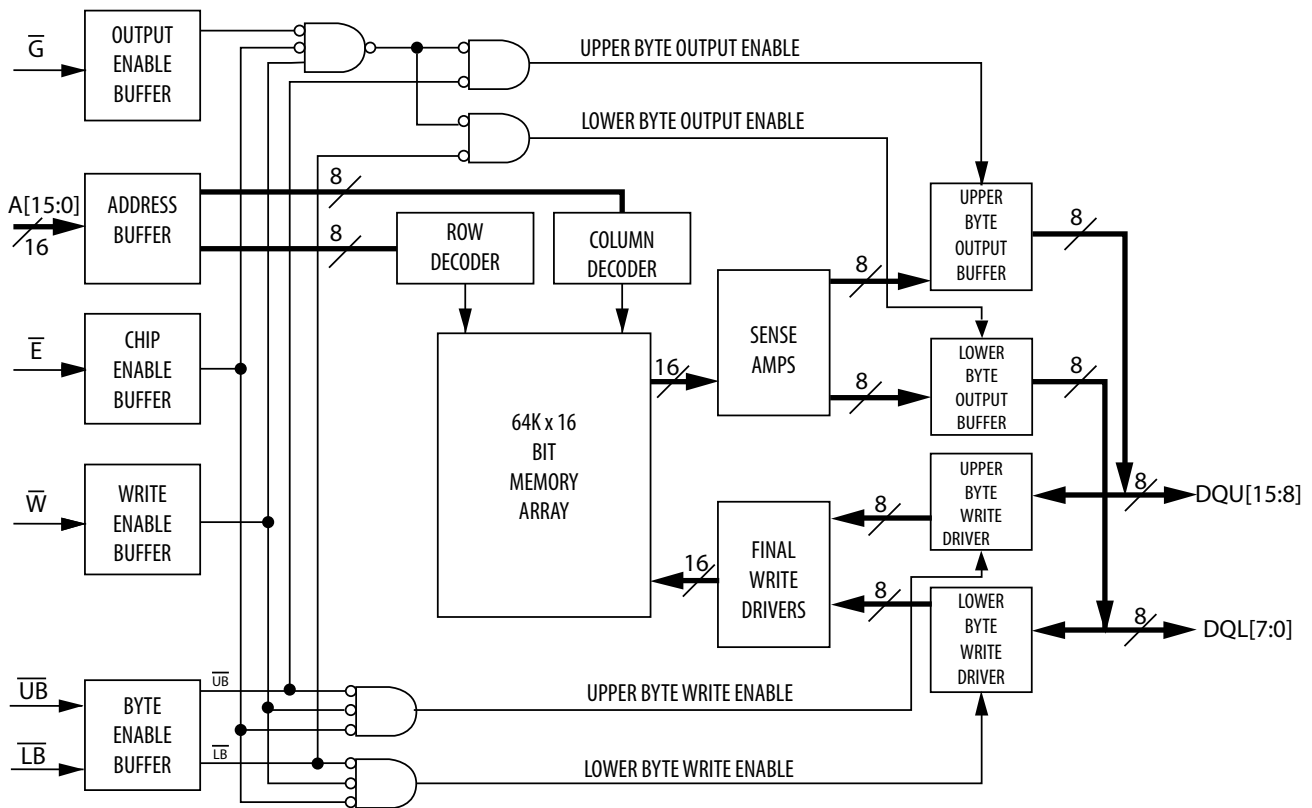 G̅
OUTPUT
ENABLE
BUFFER
UPPER BYTE OUTPUT ENABLE
LOWER BYTE OUTPUT ENABLE
A[15:0]
16
ADDRESS
BUFFER
8
8
ROW
DECODER
COLUMN
DECODER
UPPER
BYTE
OUTPUT
BUFFER
8
E̅
CHIP
ENABLE
BUFFER
64K x 16
BIT
MEMORY
ARRAY
16
SENSE
AMPS
8
8
LOWER
BYTE
OUTPUT
BUFFER
8
W̅
WRITE
ENABLE
BUFFER
16
FINAL
WRITE
DRIVERS
8
8
UPPER
BYTE
WRITE
DRIVER
8
DQU[15:8]
LOWER
BYTE
WRITE
DRIVER
8
DQL[7:0]
U̅B̅
L̅B̅
BYTE
ENABLE
BUFFER
U̅B̅
L̅B̅
UPPER BYTE WRITE ENABLE
LOWER BYTE WRITE ENABLE